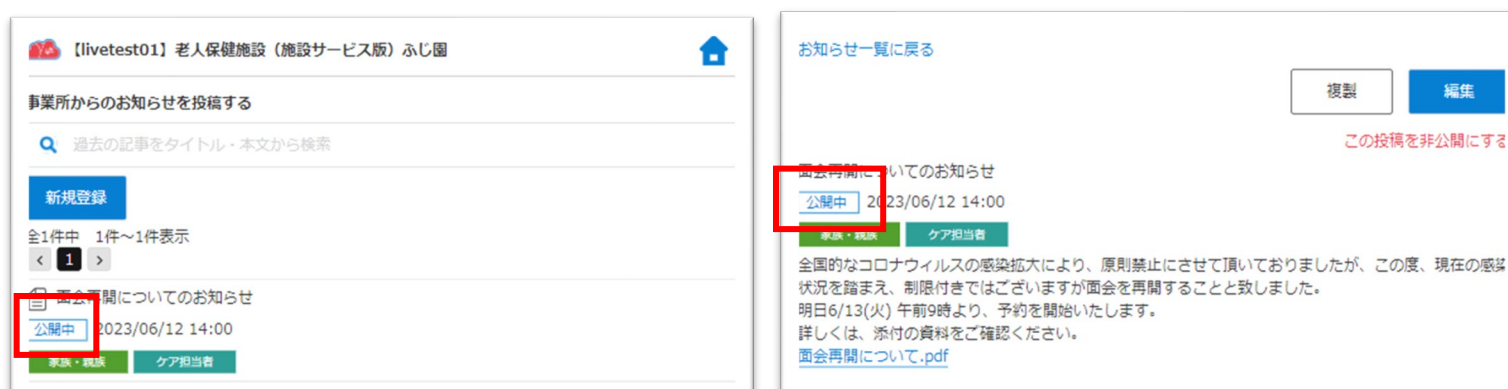 【livetest01】老人保健施設（施設サービス版）ふじ園
事業所からのお知らせを投稿する
過去の記事をタイトル・本文から検索
新規登録
全1件中 1件～1件表示
< 1 >
面会再開についてのお知らせ
公開中 2023/06/12 14:00
家族・親族 ケア担当者
お知らせ一覧に戻る
複製 編集
この投稿を非公開にする
面会再開についてのお知らせ
公開中 2023/06/12 14:00
家族・親族 ケア担当者
全国的なコロナウィルスの感染拡大により、原則禁止にさせて頂いておりましたが、この度、現在の感染
状況を踏まえ、制限付きではございますが面会を再開することと致しました。
明日6/13(火) 午前9時より、予約を開始いたします。
詳しくは、添付の資料をご確認ください。
面会再開について.pdf